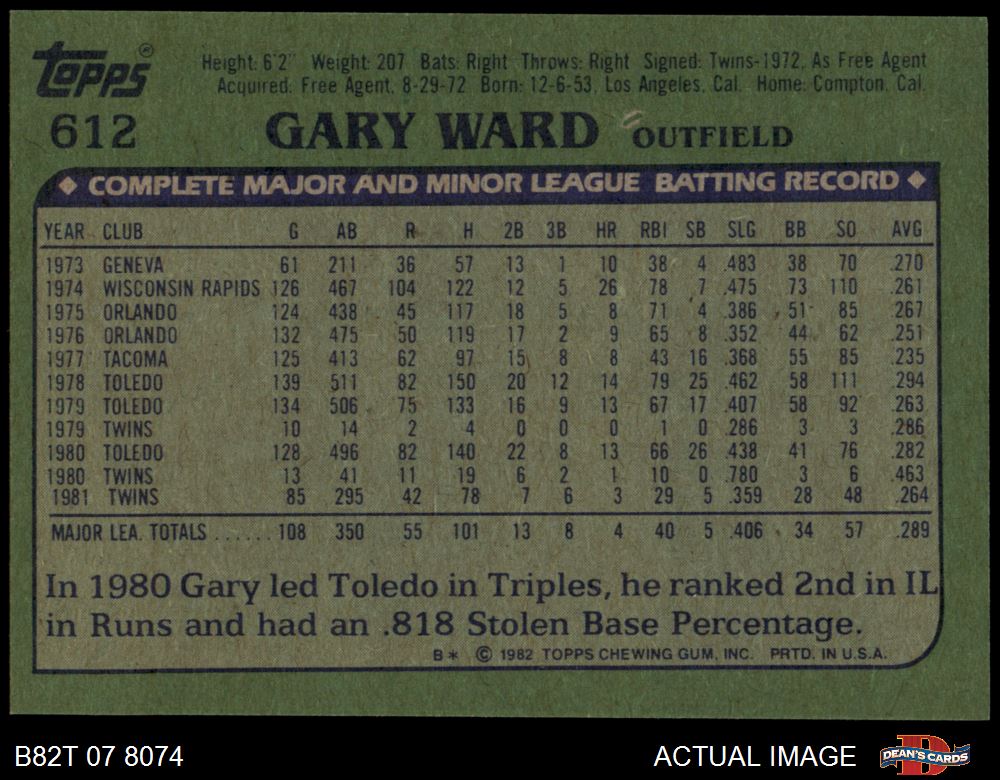 Topps®
Height: 6'2" Weight: 207 Bats: Right Throws: Right Signed: Twins-1972, As Free Agent
Acquired: Free Agent, 8-29-72 Born: 12-6-53, Los Angeles, Cal. Home: Compton, Cal.
612 GARY WARD OUTFIELD
◆ COMPLETE MAJOR AND MINOR LEAGUE BATTING RECORD ◆
YEAR CLUB G AB R H 2B 3B HR RBI SB SLG BB SO AVG
1973 GENEVA 61 211 36 57 13 1 10 38 4 .483 38 70 .270
1974 WISCONSIN RAPIDS 126 467 104 122 12 5 26 78 7 .475 73 110 .261
1975 ORLANDO 124 438 45 117 18 5 8 71 4 .386 51 85 .267
1976 ORLANDO 132 475 50 119 17 2 9 65 8 .352 44 62 .251
1977 TACOMA 125 413 62 97 15 8 8 43 16 .368 55 85 .235
1978 TOLEDO 139 511 82 150 20 12 14 79 25 .462 58 111 .294
1979 TOLEDO 134 506 75 133 16 9 13 67 17 .407 58 92 .263
1979 TWINS 10 14 2 4 0 0 0 1 0 .286 3 3 .286
1980 TOLEDO 128 496 82 140 22 8 13 66 26 .438 41 76 .282
1980 TWINS 13 41 11 19 6 2 1 10 0 .780 3 6 .463
1981 TWINS 85 295 42 78 7 6 3 29 5 .359 28 48 .264
MAJOR LEA. TOTALS ...... 108 350 55 101 13 8 4 40 5 .406 34 57 .289
In 1980 Gary led Toledo in Triples, he ranked 2nd in IL
in Runs and had an .818 Stolen Base Percentage.
B* © 1982 TOPPS CHEWING GUM, INC. PRTD. IN U.S.A.
B82T 07 8074 ACTUAL IMAGE DEAN'S CARDS